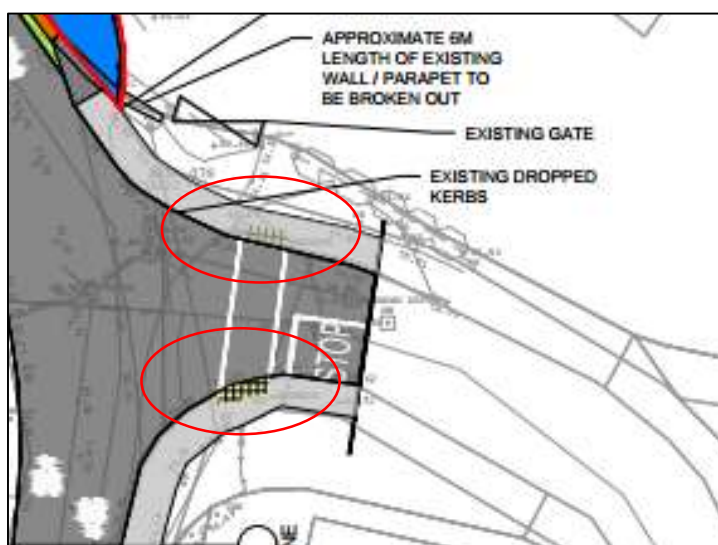 APPROXIMATE 6M
LENGTH OF EXISTING
WALL / PARAPET TO
BE BROKEN OUT
EXISTING GATE
EXISTING DROPPED
KERBS
STOP